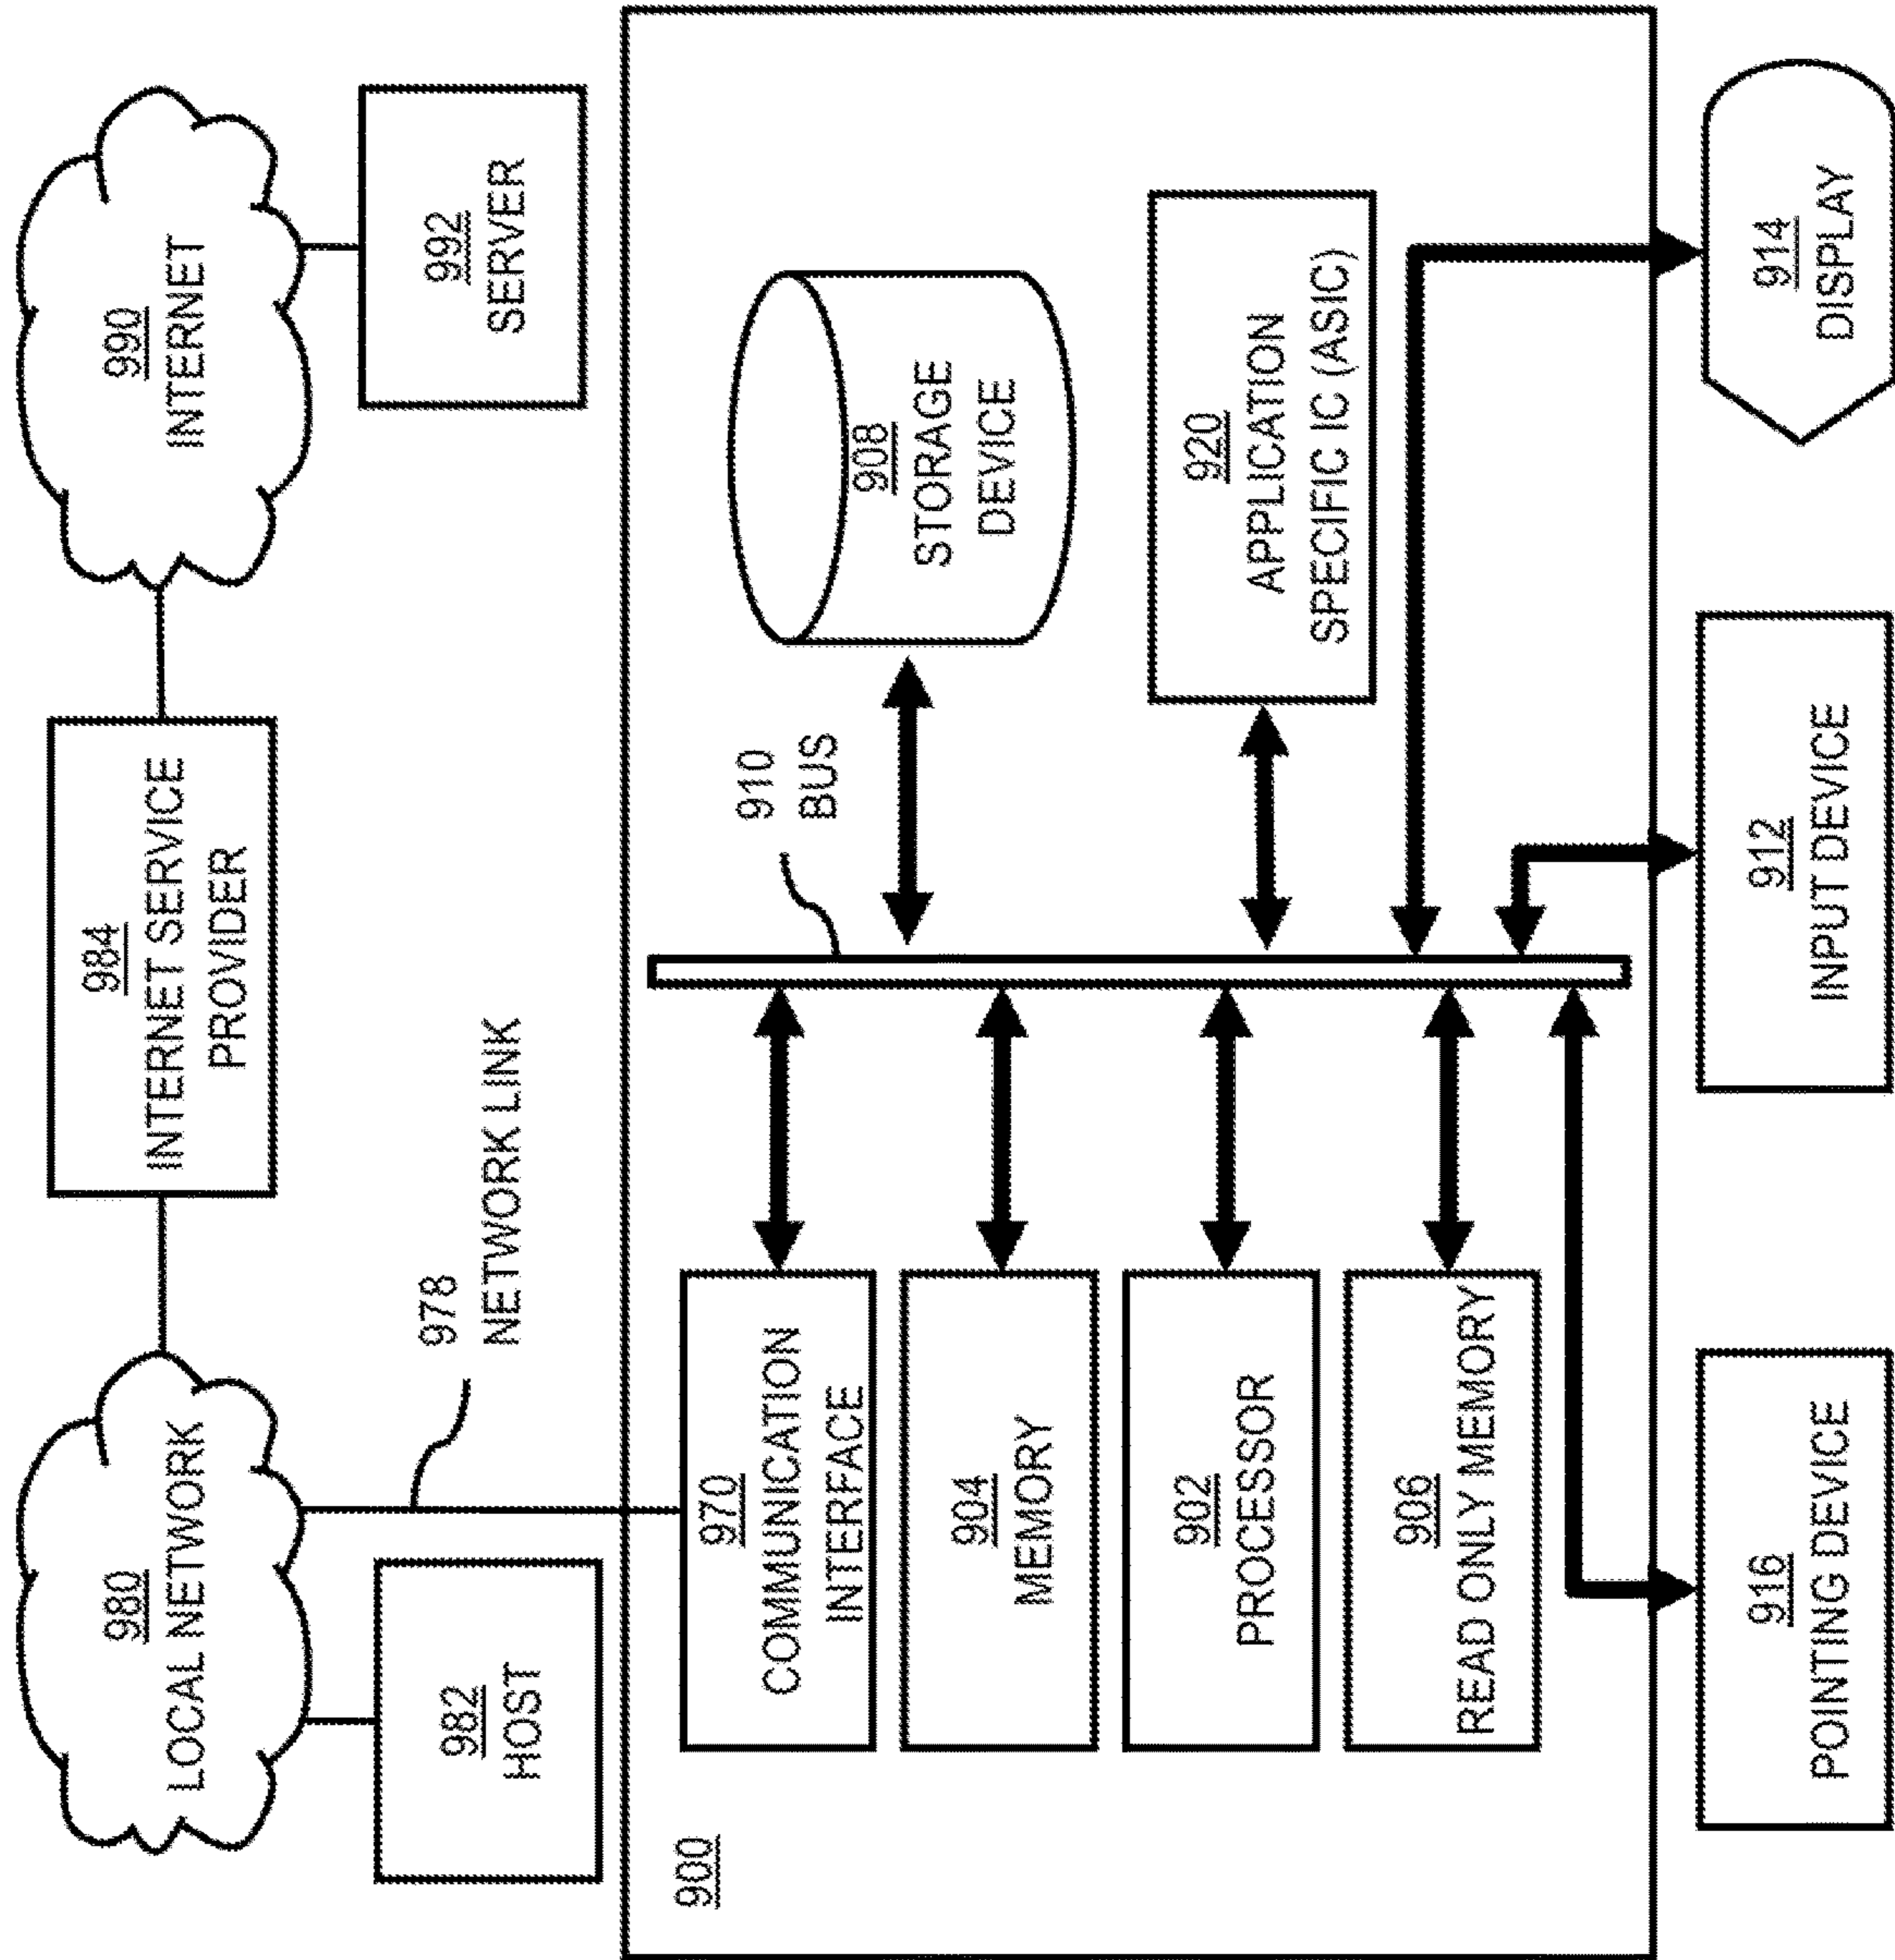 980
LOCAL NETWORK
984
INTERNET SERVICE
PROVIDER
990
INTERNET
982
HOST
978
NETWORK LINK
992
SERVER
900
970
COMMUNICATION
INTERFACE
910
BUS
908
STORAGE
DEVICE
904
MEMORY
902
PROCESSOR
920
APPLICATION
SPECIFIC IC (ASIC)
906
READ ONLY MEMORY
916
POINTING DEVICE
912
INPUT DEVICE
914
DISPLAY